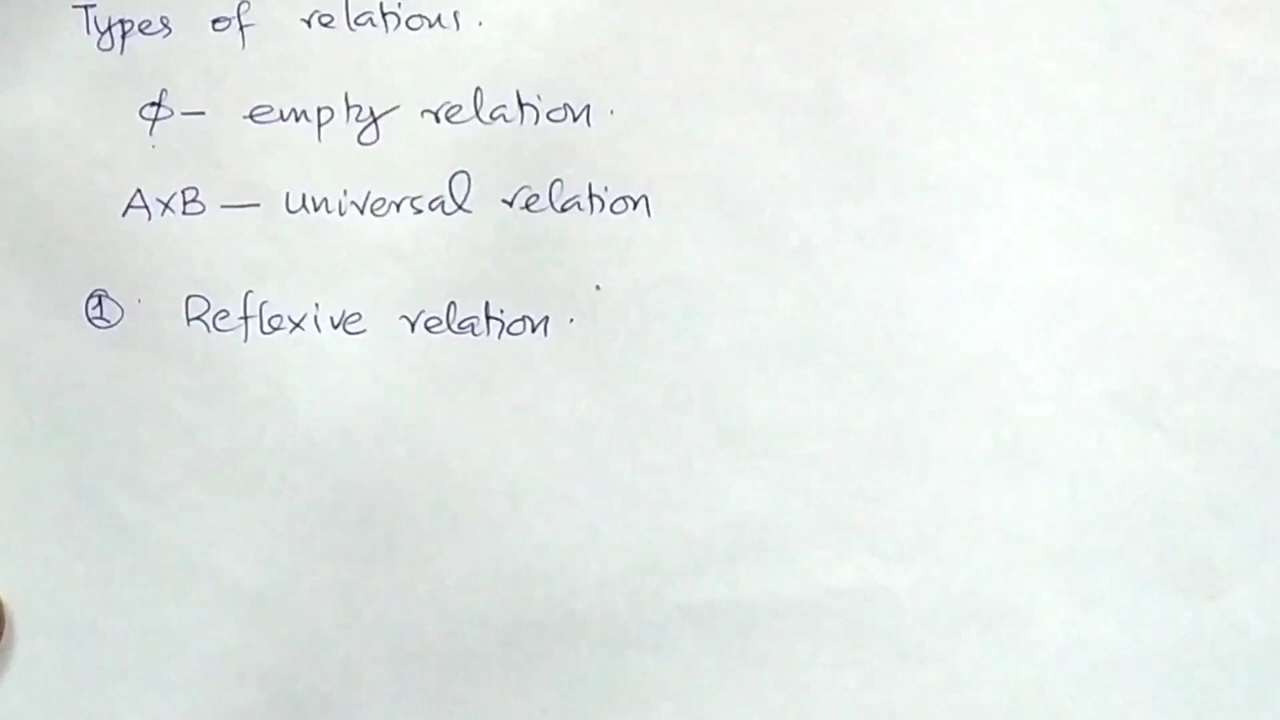 Types of relations.
ϕ - empty relation.
A×B — universal relation
① Reflexive relation.